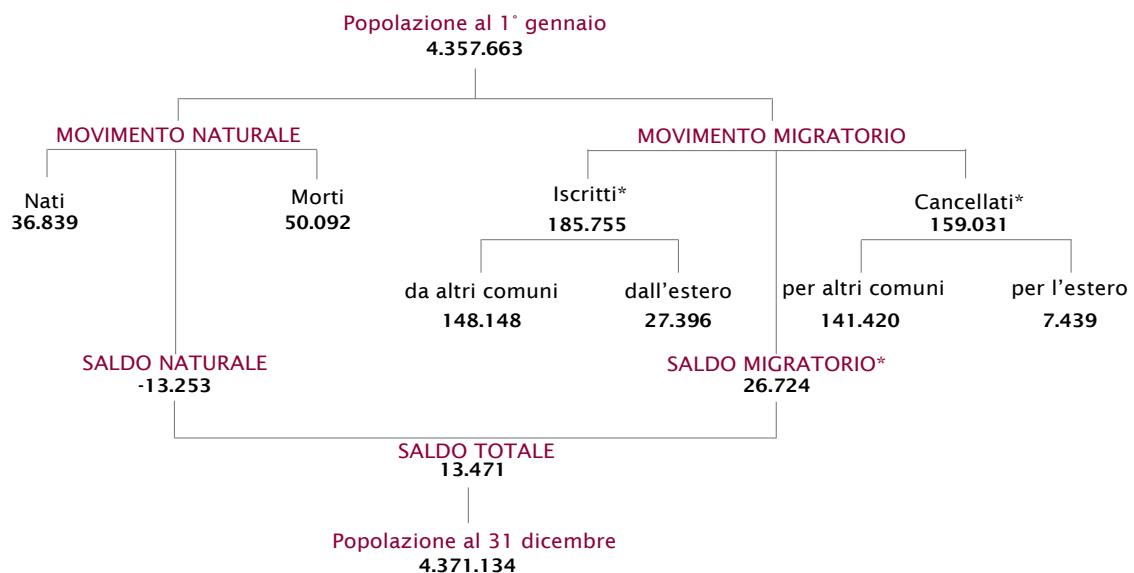 Popolazione al 1° gennaio
4.357.663
MOVIMENTO NATURALE
MOVIMENTO MIGRATORIO
Nati
36.839
Morti
50.092
Iscritti*
185.755
Cancellati*
159.031
da altri comuni
148.148
dall'estero
27.396
per altri comuni
141.420
per l'estero
7.439
SALDO NATURALE
-13.253
SALDO MIGRATORIO*
26.724
SALDO TOTALE
13.471
Popolazione al 31 dicembre
4.371.134